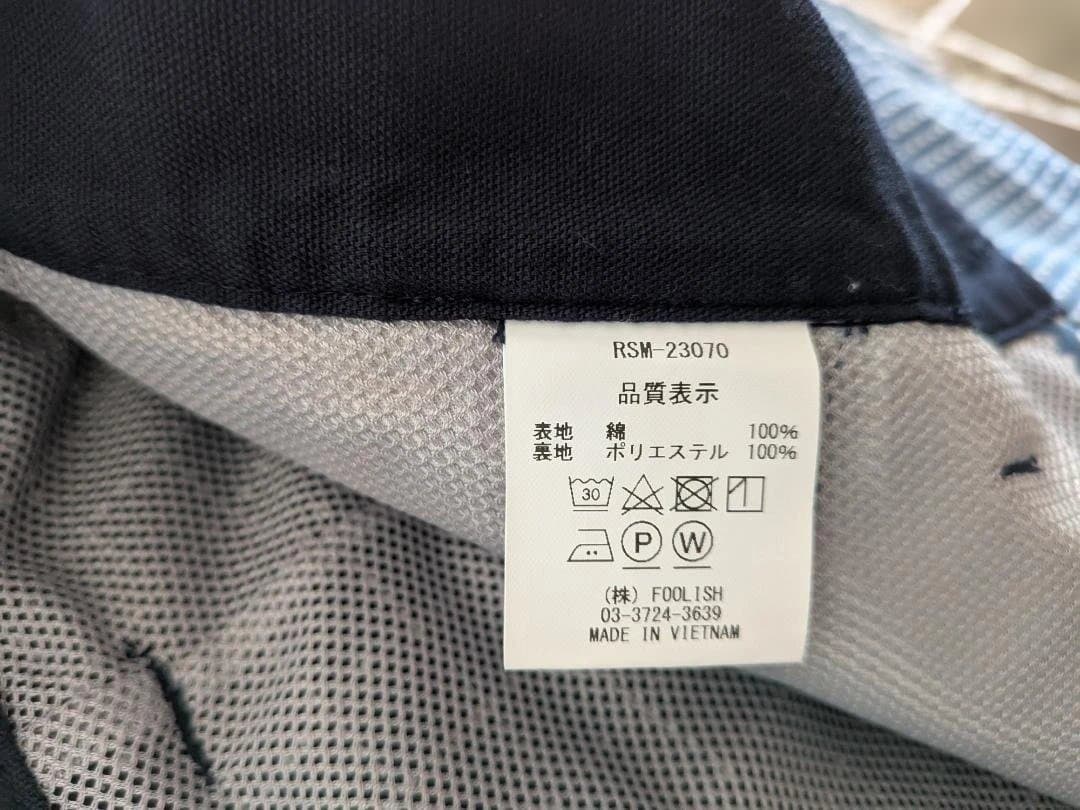 RSM-23070
品質表示
表地 綿 100%
裏地 ポリエステル 100%
30
P W
(株) FOOLISH
03-3724-3639
MADE IN VIETNAM